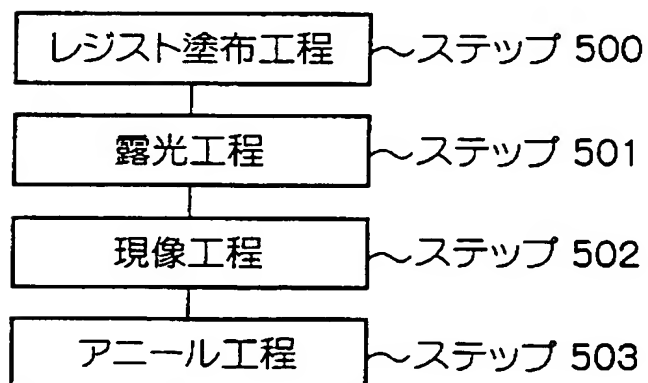 レジスト塗布工程 〜ステップ 500
露光工程 〜ステップ 501
現像工程 〜ステップ 502
アニール工程 〜ステップ 503